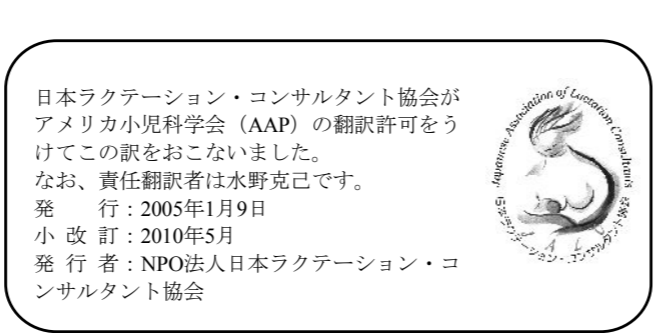 日本ラクテーション・コンサルタント協会が
アメリカ小児科学会（AAP）の翻訳許可をう
けてこの訳をおこないました。
なお、責任翻訳者は水野克己です。
発　　行：2005年1月9日
小 改 訂：2010年5月
発 行 者：NPO法人日本ラクテーション・コ
ンサルタント協会
Japanese Association of Lactation Consultants
日本ラクテーション・コンサルタント協会